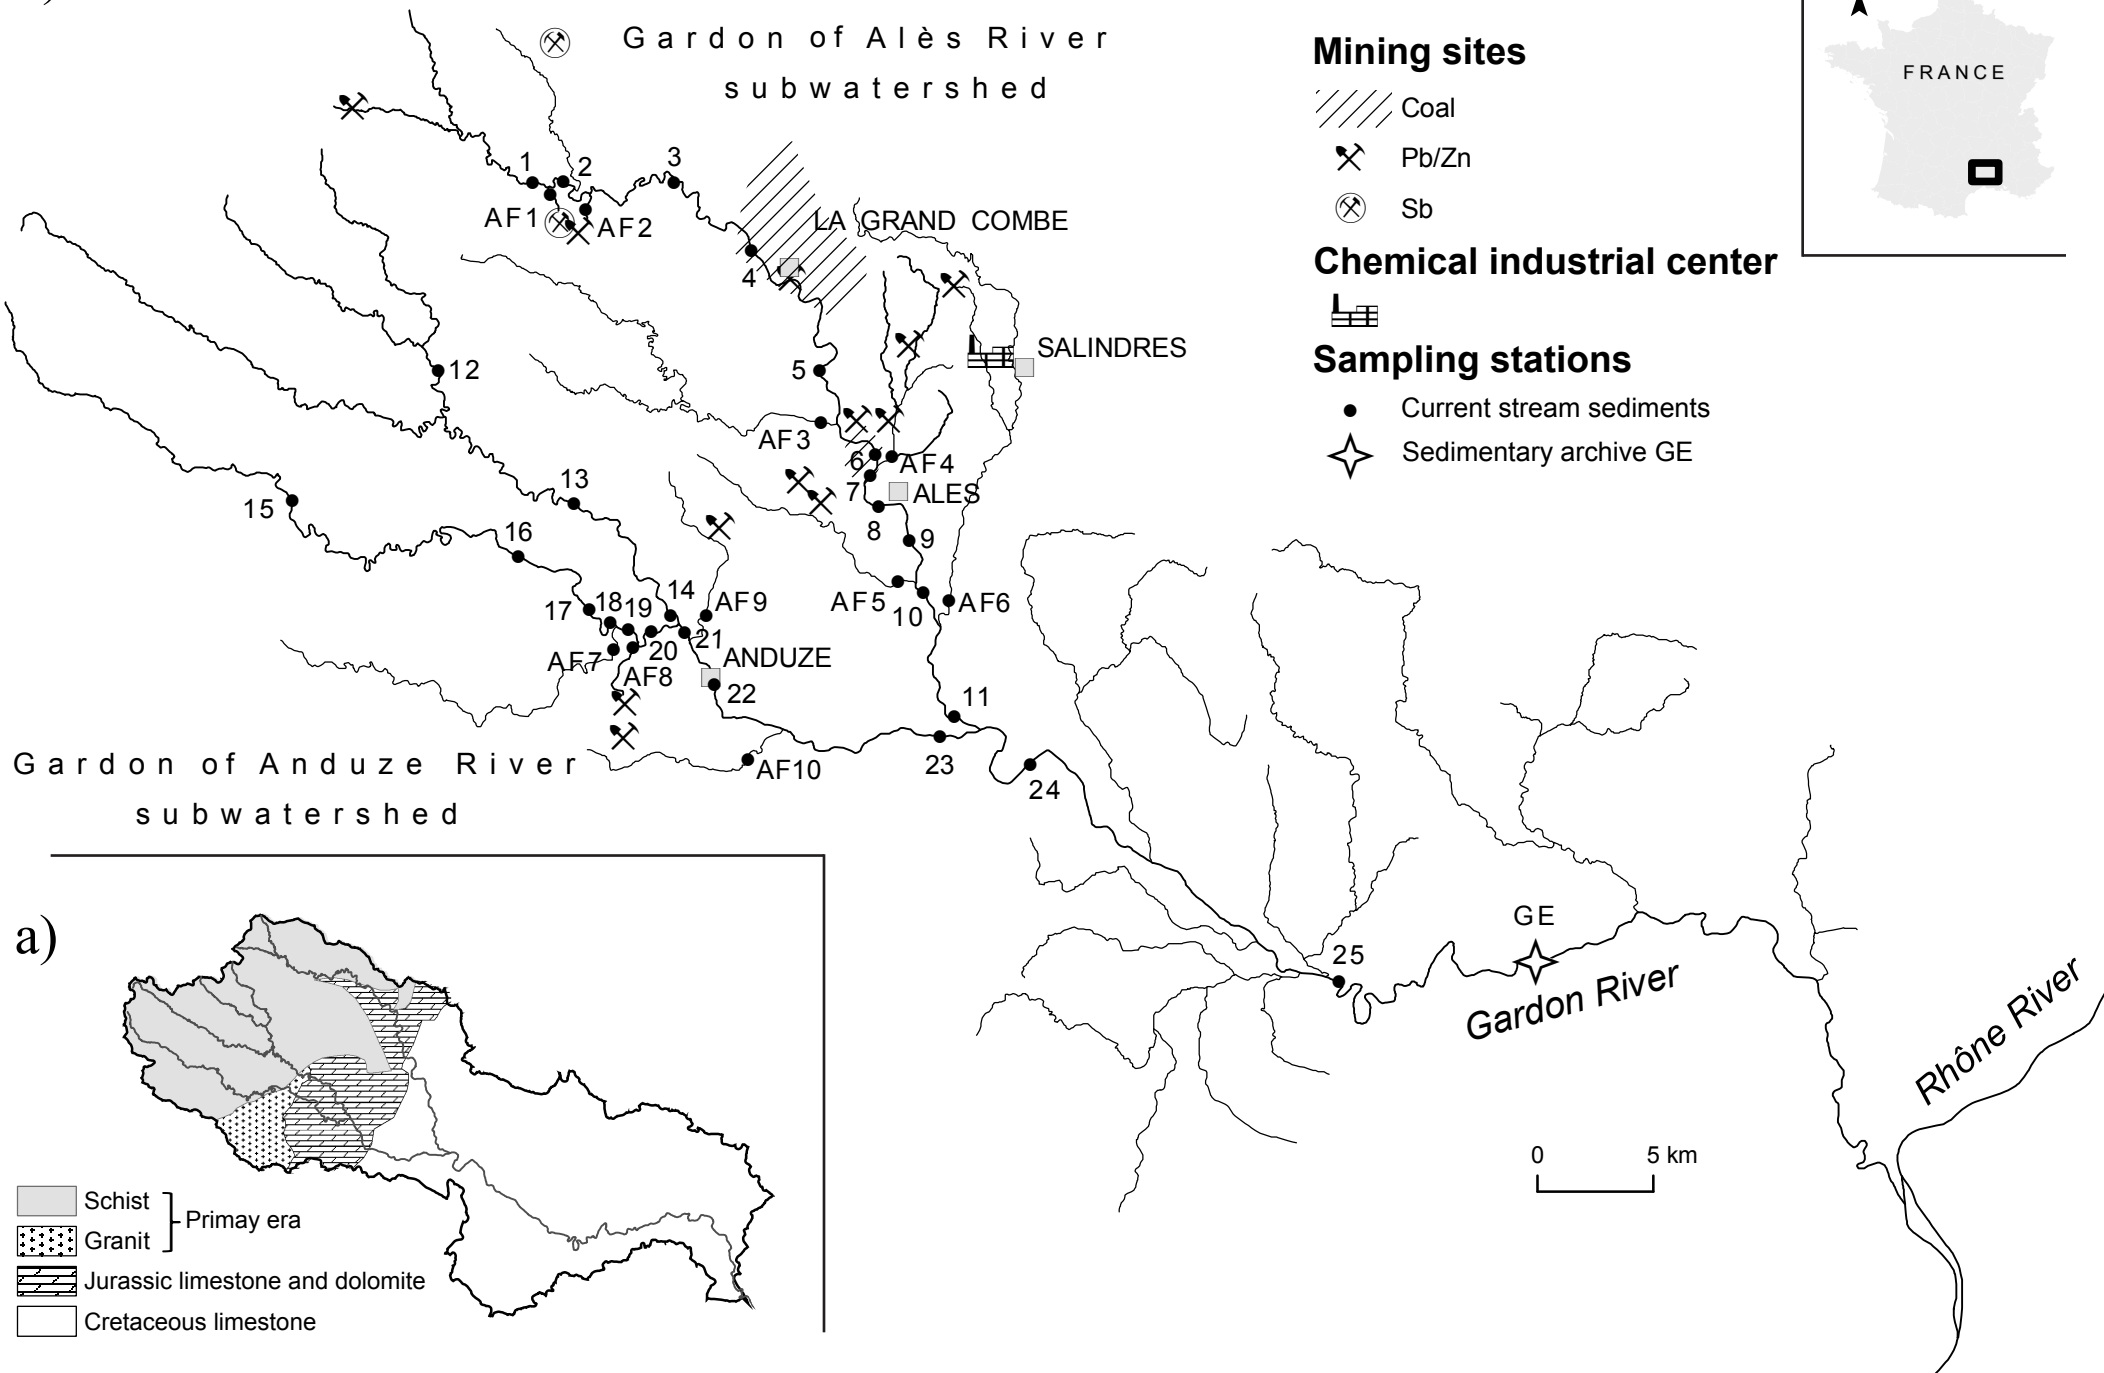 Gardon of Alès River
subwatershed
Mining sites
Coal
Pb/Zn
Sb
Chemical industrial center
Sampling stations
Current stream sediments
Sedimentary archive GE
FRANCE
1
2
3
AF1
AF2
LA GRAND COMBE
4
SALINDRES
5
12
AF3
6
AF4
7
ALES
13
15
8
9
16
14
AF9
17
18
19
AF5
10
AF6
21
20
AF7
ANDUZE
AF8
22
11
Gardon of Anduze River
subwatershed
AF10
23
24
GE
25
Gardon River
Rhône River
0
5 km
a)
Schist
Granit
Primay era
Jurassic limestone and dolomite
Cretaceous limestone